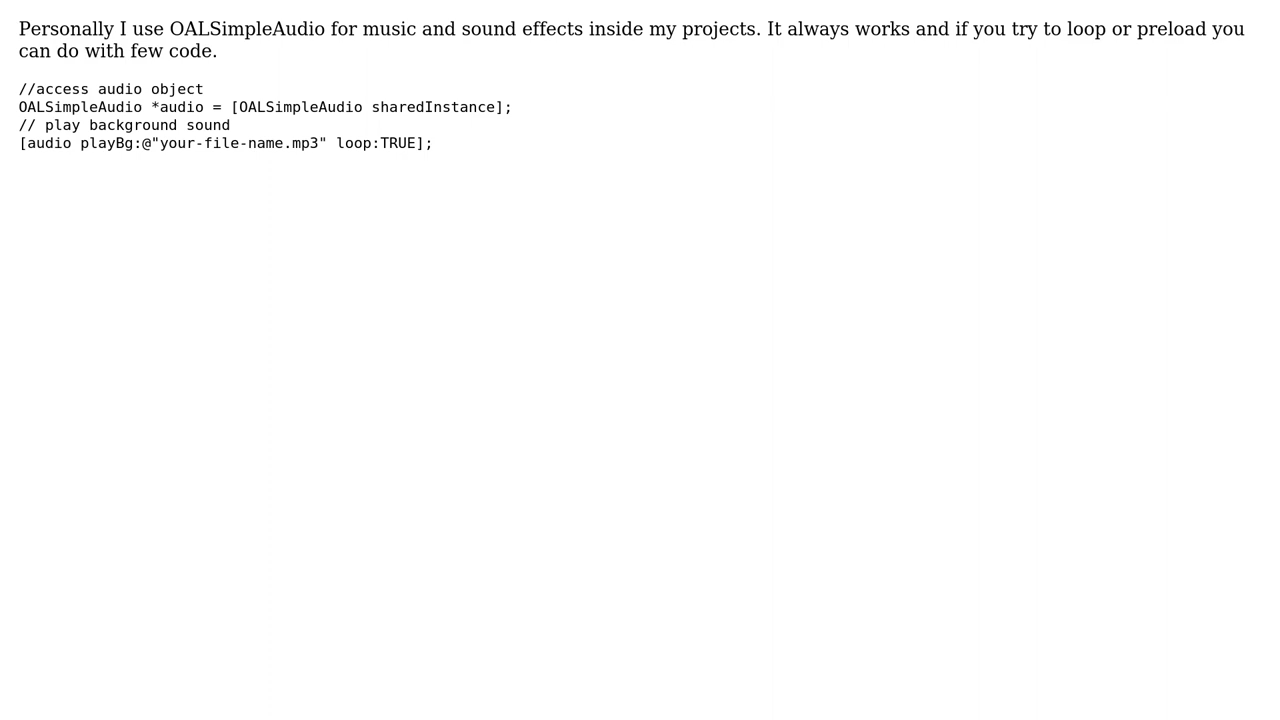 Personally I use OALSimpleAudio for music and sound effects inside my projects. It always works and if you try to loop or preload you
can do with few code.
//access audio object
OALSimpleAudio *audio = [OALSimpleAudio sharedInstance];
// play background sound
[audio playBg:@"your-file-name.mp3" loop:TRUE];